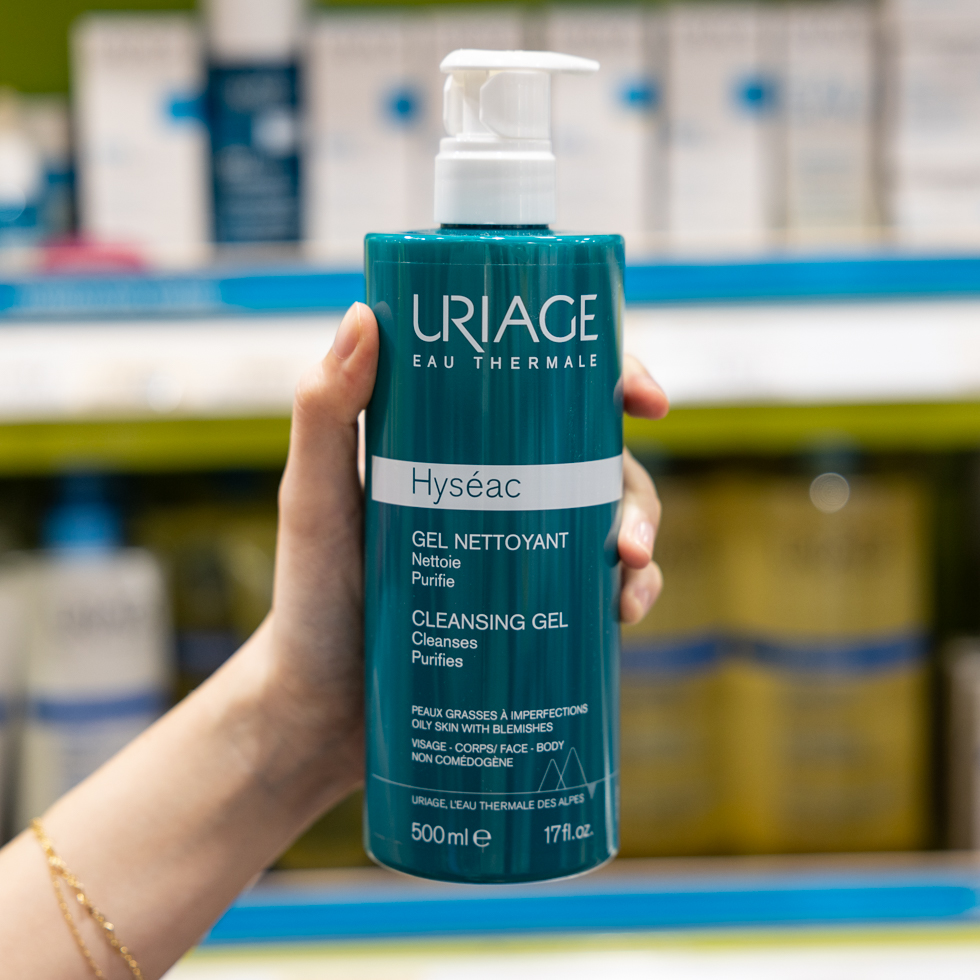 URIAGE
EAU THERMALE
Hyséac
GEL NETTOYANT
Nettoie
Purifie
CLEANSING GEL
Cleanses
Purifies
PEAUX GRASSES À IMPERFECTIONS
OILY SKIN WITH BLEMISHES
VISAGE - CORPS/ FACE - BODY
NON COMÉDOGÈNE
URIAGE, L'EAU THERMALE DES ALPES
500 ml ℮ 17fl.oz.